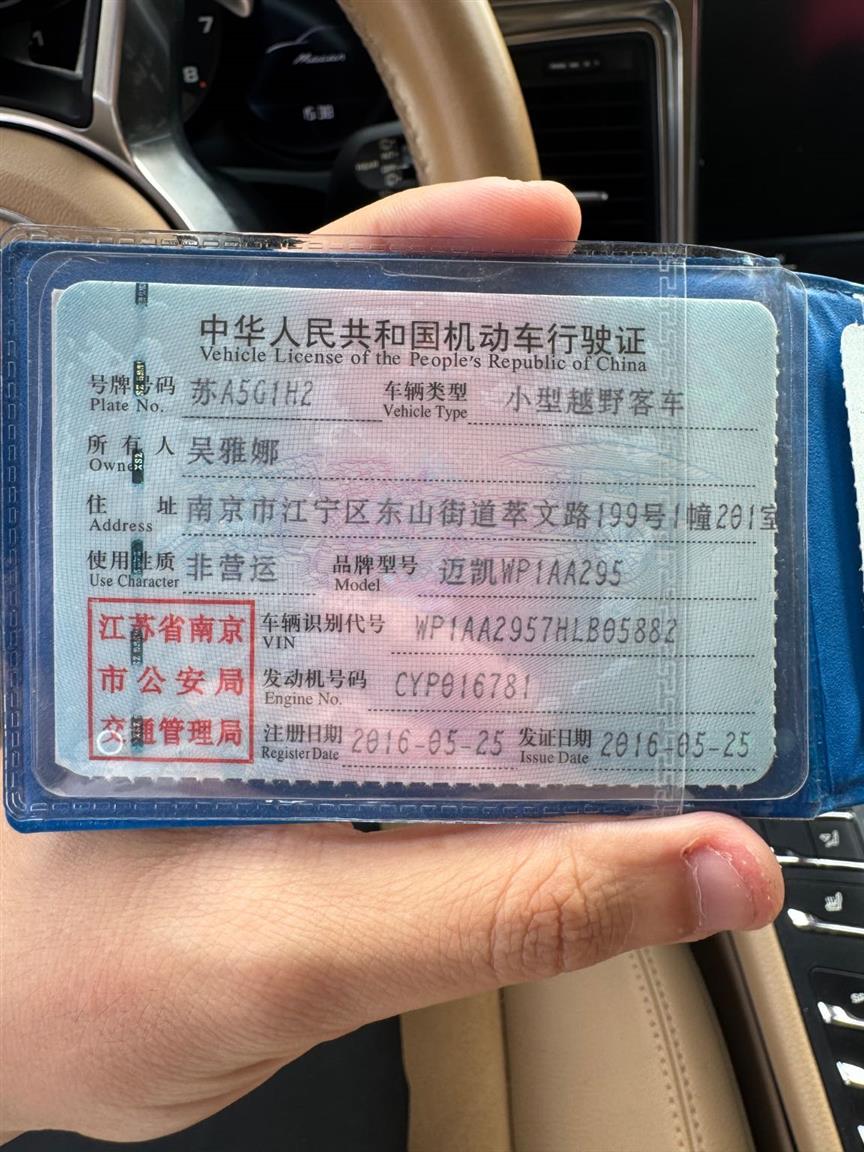 7
8
Macan
15:38
中华人民共和国机动车行驶证
Vehicle License of the People's Republic of China
号牌号码 苏A5G1H2 车辆类型 小型越野客车
Plate No. Vehicle Type
所有人 吴雅娜
Owner
住址 南京市江宁区东山街道萃文路199号1幢201室
Address
使用性质 非营运 品牌型号 迈凯WP1AA295
Use Character Model
江苏省南京
市公安局
交通管理局
车辆识别代号 WP1AA2957HLB05882
VIN
发动机号码 CYP016781
Engine No.
注册日期 2016-05-25 发证日期 2016-05-25
Register Date Issue Date